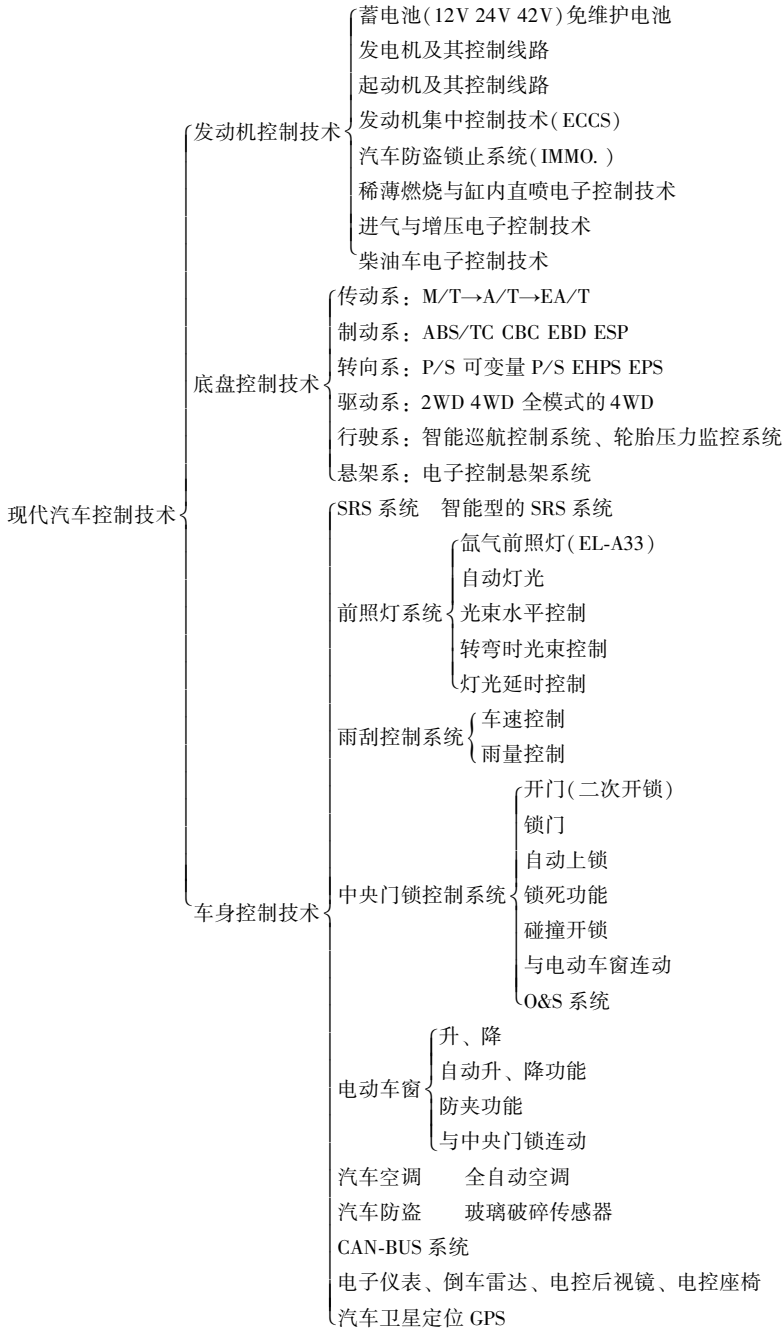 蓄电池(12V 24V 42V)免维护电池
发电机及其控制线路
起动机及其控制线路
发动机控制技术
发动机集中控制技术(ECCS)
汽车防盗锁止系统(IMMO.)
稀薄燃烧与缸内直喷电子控制技术
进气与增压电子控制技术
柴油车电子控制技术
传动系：M/T→A/T→EA/T
制动系：ABS/TC CBC EBD ESP
转向系：P/S 可变量 P/S EHPS EPS
底盘控制技术
驱动系：2WD 4WD 全模式的 4WD
行驶系：智能巡航控制系统、轮胎压力监控系统
悬架系：电子控制悬架系统
现代汽车控制技术
SRS 系统 智能型的 SRS 系统
氙气前照灯(EL-A33)
自动灯光
前照灯系统
光束水平控制
转弯时光束控制
灯光延时控制
雨刮控制系统
车速控制
雨量控制
开门(二次开锁)
锁门
自动上锁
中央门锁控制系统
锁死功能
车身控制技术
碰撞开锁
与电动车窗连动
O&S 系统
升、降
自动升、降功能
电动车窗
防夹功能
与中央门锁连动
汽车空调 全自动空调
汽车防盗 玻璃破碎传感器
CAN-BUS 系统
电子仪表、倒车雷达、电控后视镜、电控座椅
汽车卫星定位 GPS